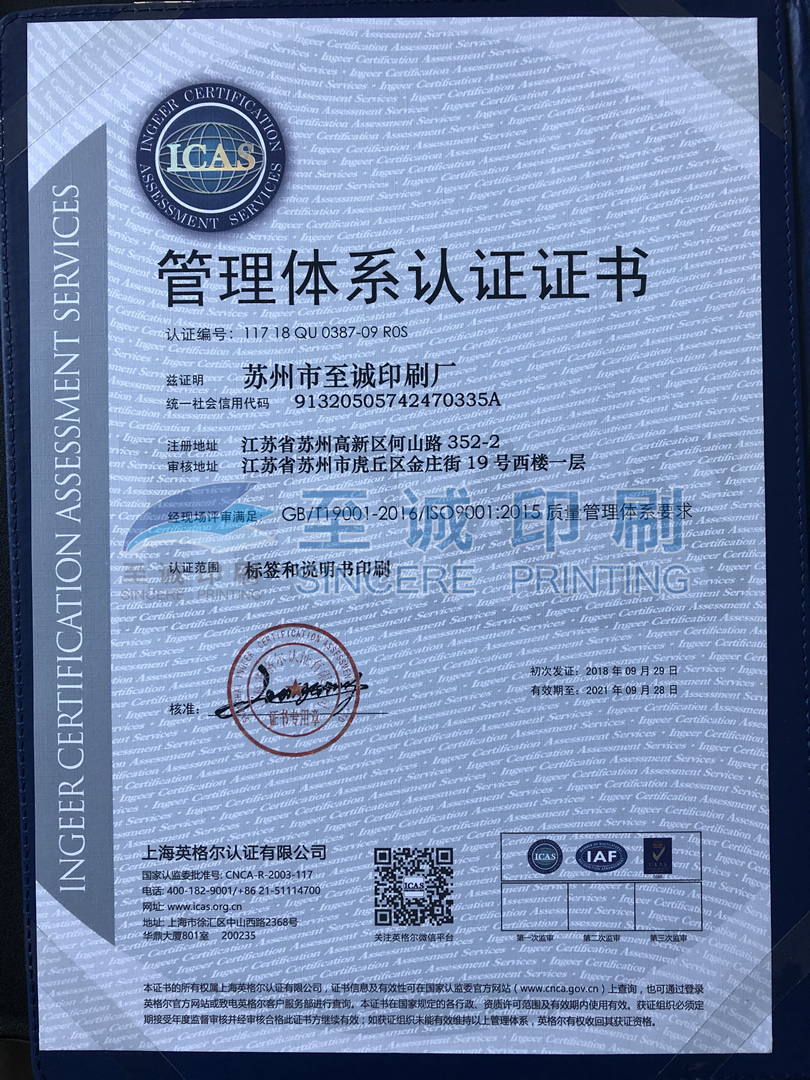 INGEER CERTIFICATION
ICAS
ASSESSMENT SERVICES
INGEER CERTIFICATION ASSESSMENT SERVICES
管理体系认证证书
认证编号：117 18 QU 0387-09 R0S
兹证明 苏州市至诚印刷厂
统一社会信用代码 91320505742470335A
注册地址 江苏省苏州高新区何山路 352-2
审核地址 江苏省苏州市虎丘区金庄街 19 号西楼一层
经现场评审满足 GB/T19001-2016/ISO9001:2015 质量管理体系要求
至诚印刷
SINCERE PRINTING
认证范围 标签和说明书印刷
至诚印刷
SINCERE PRINTING
初次发证：2018 年 09 月 29 日
有效期至：2021 年 09 月 28 日
核准：
证书专用章
上海英格尔认证有限公司
国家认监委批准号: CNCA-R-2003-117
电话: 400-182-9001/+86 21-51114700
网址: www.icas.org.cn
地址: 上海市徐汇区中山西路2368号
华鼎大厦801室 200235
ICAS
关注英格尔微信平台
ICAS
IAF
第一次监审 第二次监审 第三次监审
本证书的所有权属上海英格尔认证有限公司，证书信息及有效性可在国家认监委官方网站（www.cnca.gov.cn）上查询，也可通过登录
英格尔官方网站或致电英格尔客户服务部进行查询。本证书在国家规定的各行政、资质许可范围及有效期内使用有效。获证组织必须定
期接受年度监督审核并经审核合格此证书方继续有效；如获证组织未能有效维持以上管理体系，英格尔有权收回其获证资格。